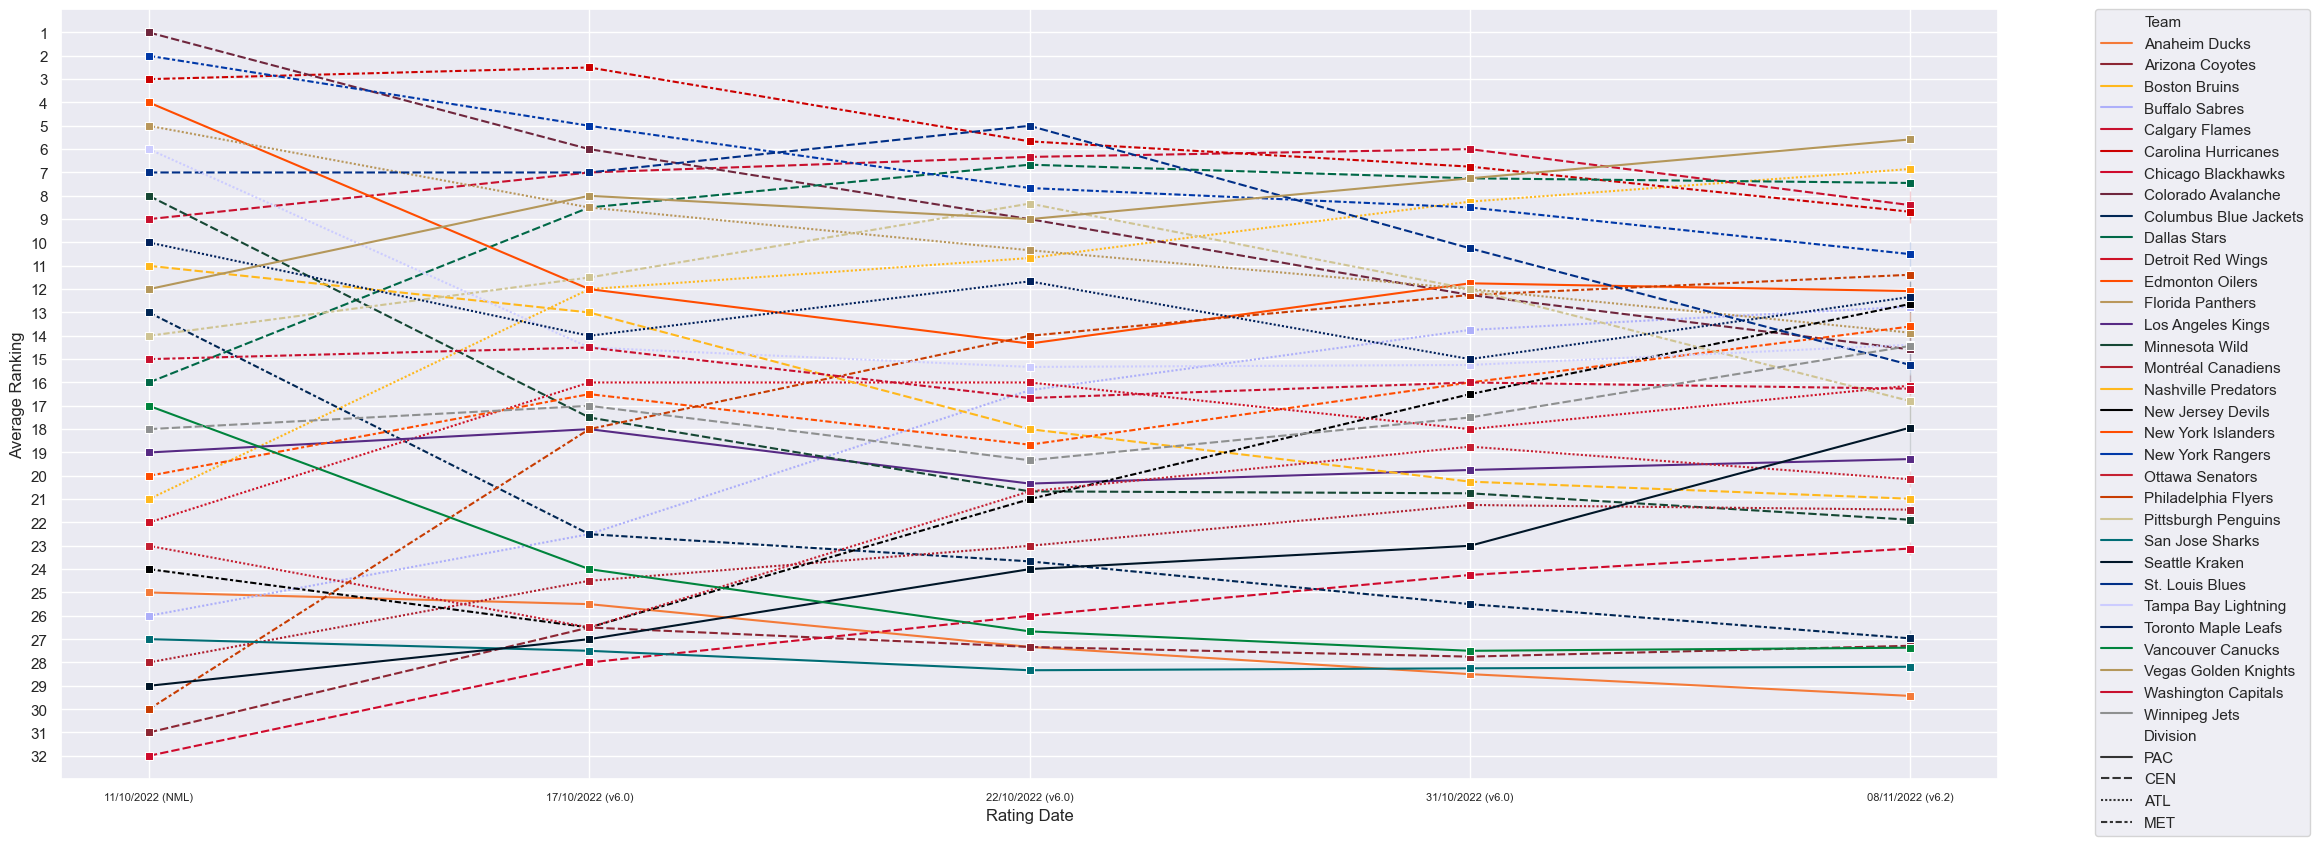 1
2
3
4
5
6
7
8
9
10
11
12
13
14
15
16
17
18
19
20
21
22
23
24
25
26
27
28
29
30
31
32
Average Ranking
11/10/2022 (NML)
17/10/2022 (v6.0)
22/10/2022 (v6.0)
31/10/2022 (v6.0)
08/11/2022 (v6.2)
Rating Date
Team
Anaheim Ducks
Arizona Coyotes
Boston Bruins
Buffalo Sabres
Calgary Flames
Carolina Hurricanes
Chicago Blackhawks
Colorado Avalanche
Columbus Blue Jackets
Dallas Stars
Detroit Red Wings
Edmonton Oilers
Florida Panthers
Los Angeles Kings
Minnesota Wild
Montréal Canadiens
Nashville Predators
New Jersey Devils
New York Islanders
New York Rangers
Ottawa Senators
Philadelphia Flyers
Pittsburgh Penguins
San Jose Sharks
Seattle Kraken
St. Louis Blues
Tampa Bay Lightning
Toronto Maple Leafs
Vancouver Canucks
Vegas Golden Knights
Washington Capitals
Winnipeg Jets
Division
PAC
CEN
ATL
MET